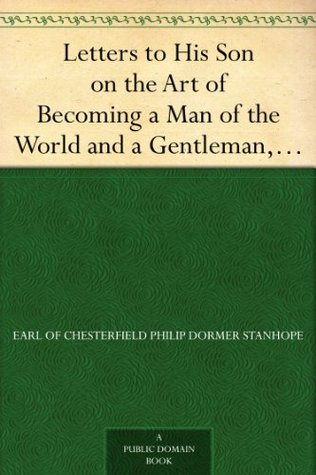 Letters to His Son
on the Art of
Becoming a Man of the
World and a Gentleman,...
EARL OF CHESTERFIELD PHILIP DORMER STANHOPE
A
PUBLIC DOMAIN
BOOK